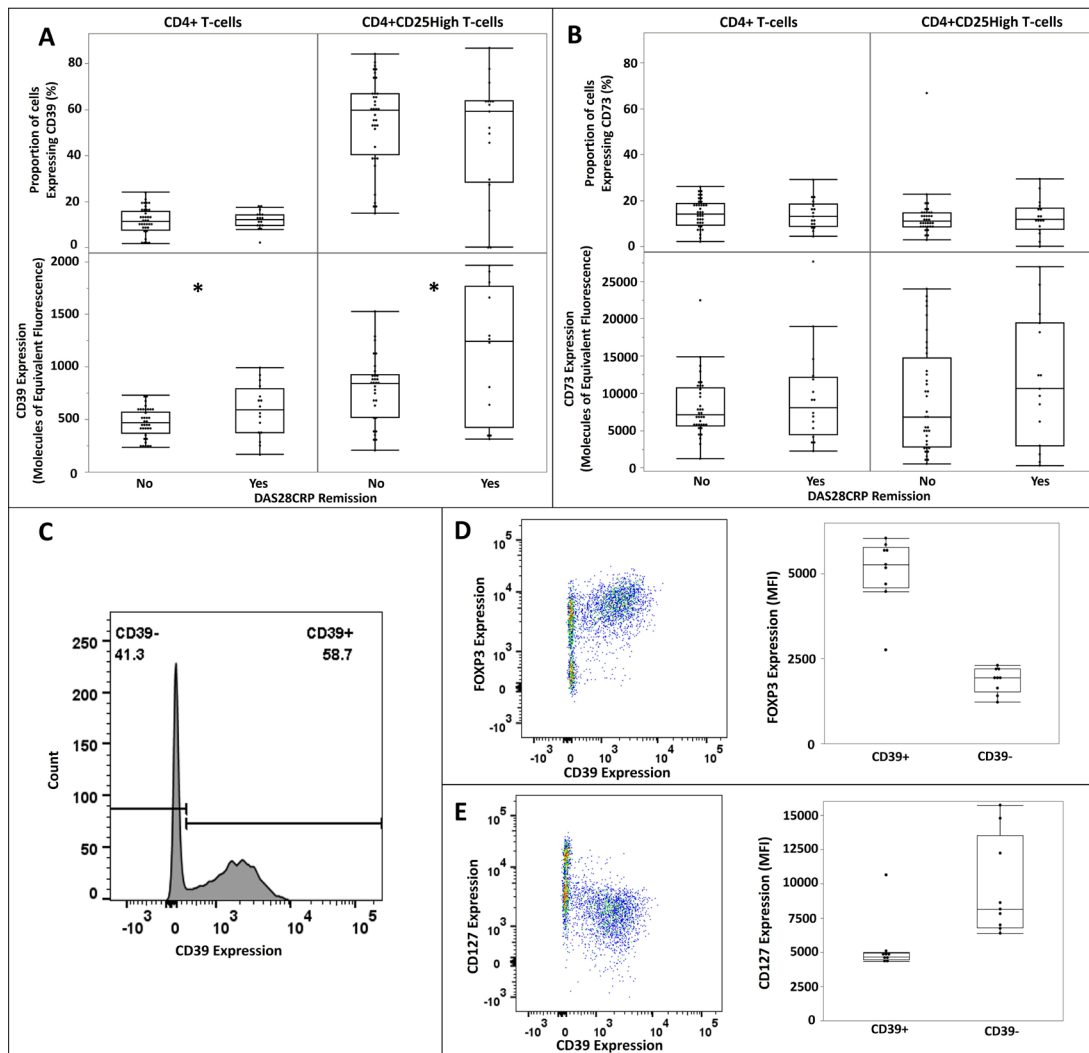 A
CD4+ T-cells
CD4+CD25High T-cells
Proportion of cells
Expressing CD39 (%)
80
60
40
20
0
CD39 Expression
(Molecules of Equivalent Fluorescence)
2000
1500
1000
500
0
*
*
No
Yes
No
Yes
DAS28CRP Remission
B
CD4+ T-cells
CD4+CD25High T-cells
Proportion of cells
Expressing CD73 (%)
80
60
40
20
0
CD73 Expression
(Molecules of Equivalent Fluorescence)
25000
20000
15000
10000
5000
0
No
Yes
No
Yes
DAS28CRP Remission
C
CD39-
41.3
CD39+
58.7
Count
250
200
150
100
50
0
-10³
0
10³
10⁴
10⁵
CD39 Expression
D
FOXP3 Expression
10⁵
10⁴
10³
0
-10³
-10³
0
10³
10⁴
10⁵
CD39 Expression
FOXP3 Expression (MFI)
5000
2500
0
CD39+
CD39-
E
CD127 Expression
10⁵
10⁴
10³
0
-10³
-10³
0
10³
10⁴
10⁵
CD39 Expression
CD127 Expression (MFI)
15000
12500
10000
7500
5000
2500
0
CD39+
CD39-